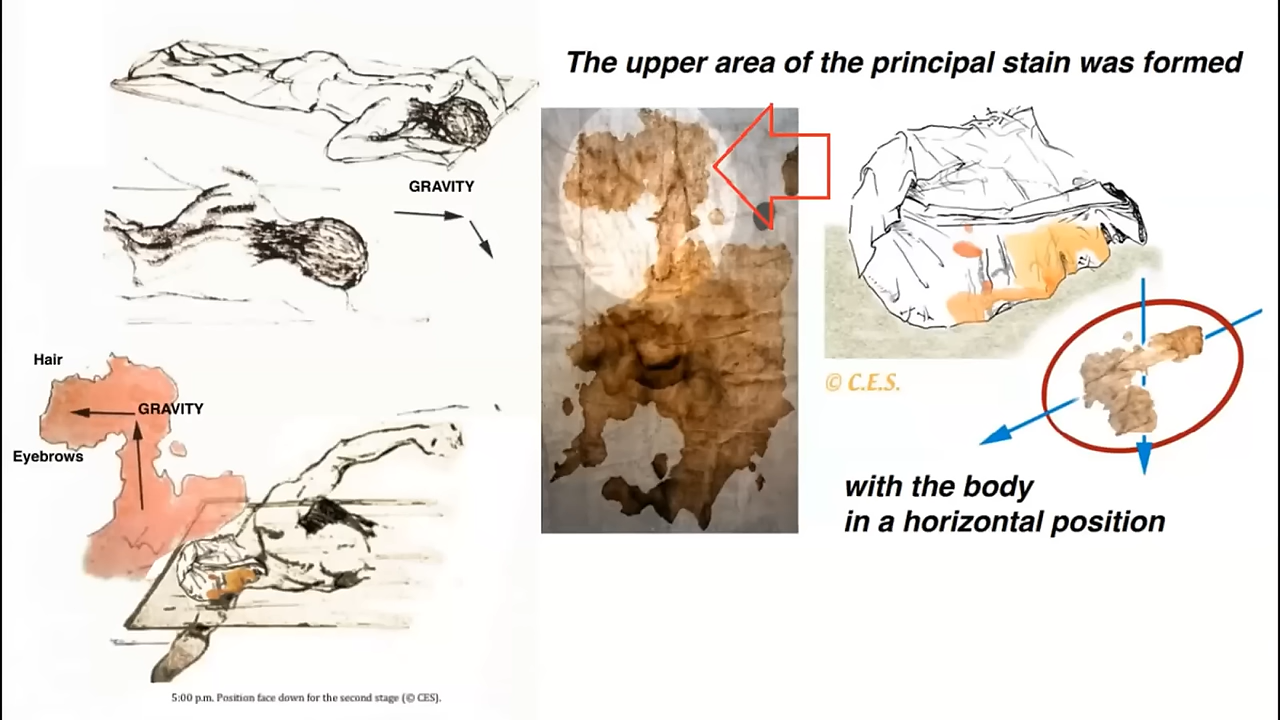 The upper area of the principal stain was formed
GRAVITY
Hair
GRAVITY
Eyebrows
© C.E.S.
with the body
in a horizontal position
5:00 p.m. Position face down for the second stage (© CES).